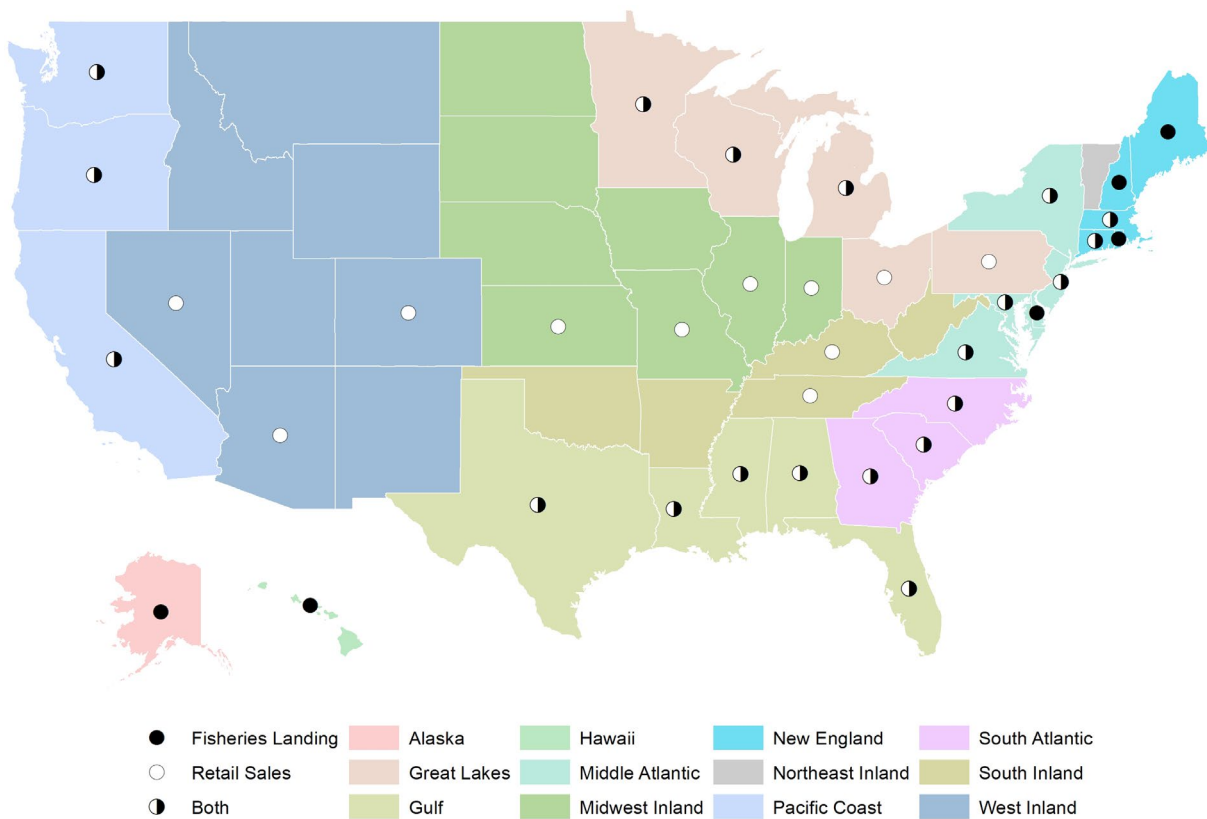 Fisheries Landing Alaska Hawaii New England South Atlantic
Retail Sales Great Lakes Middle Atlantic Northeast Inland South Inland
Both Gulf Midwest Inland Pacific Coast West Inland